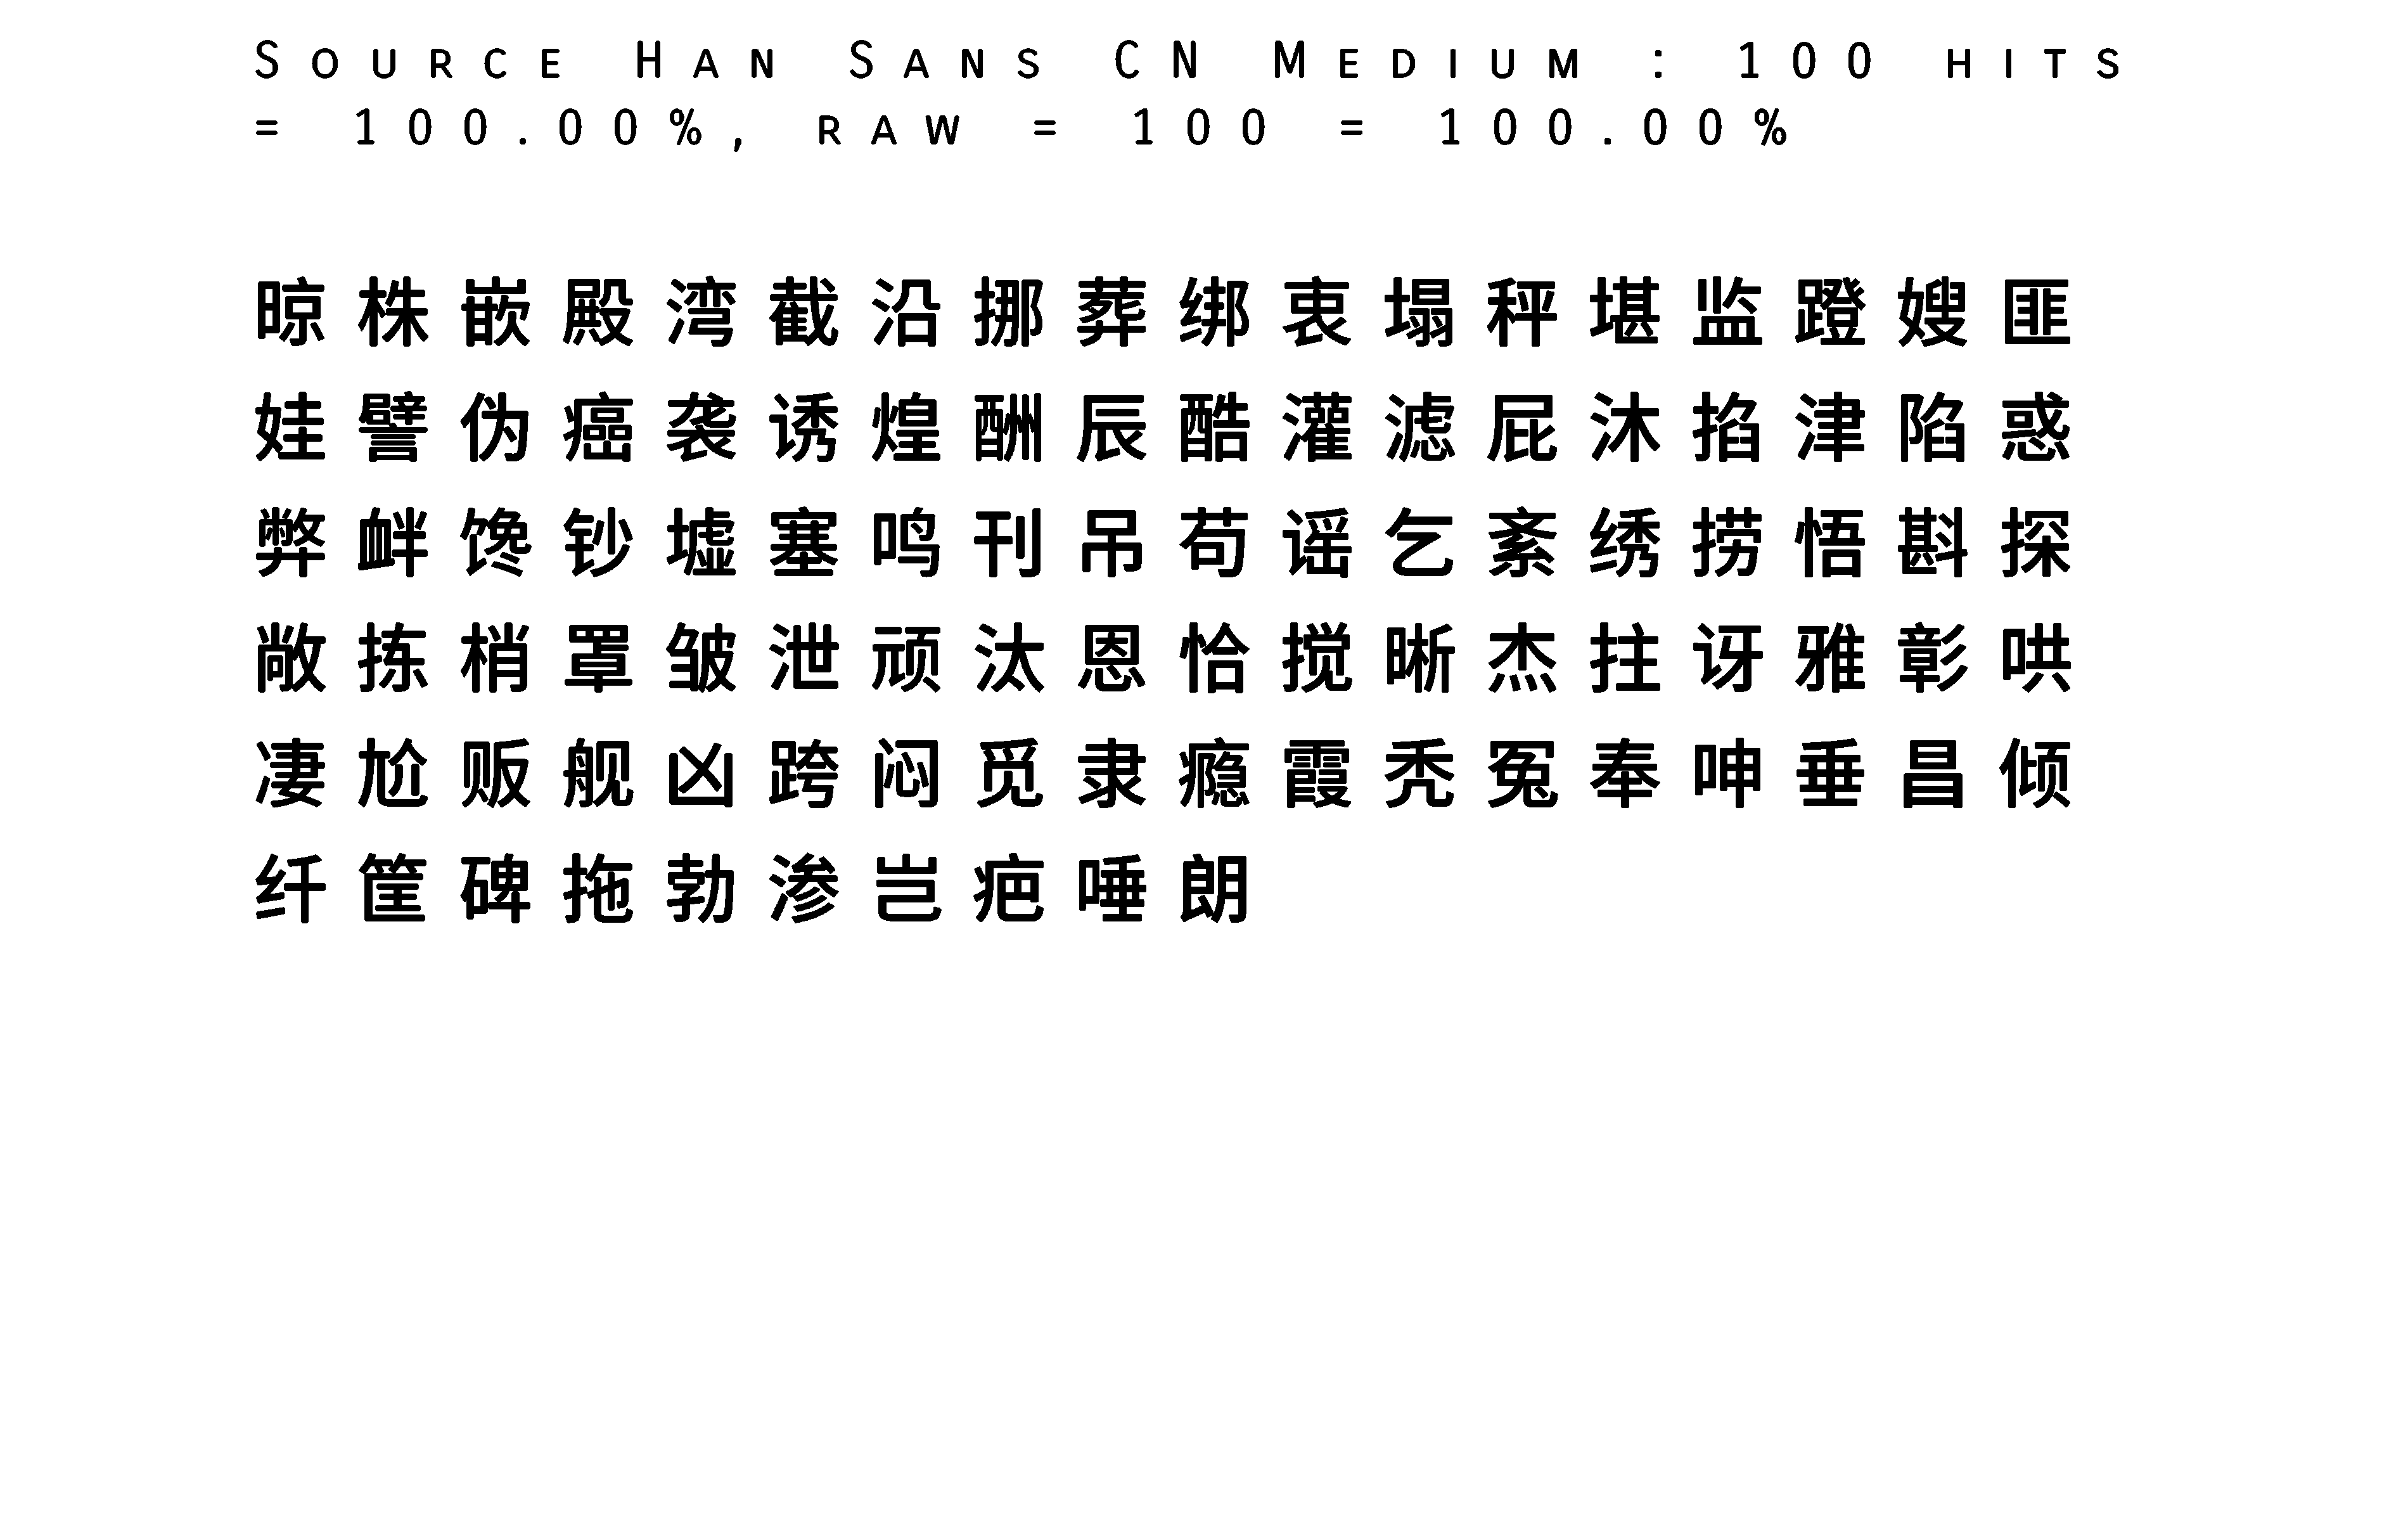 Source Han Sans CN Medium : 100 hits
= 100.00%, raw = 100 = 100.00%
晾株嵌殿湾截沿挪葬绑衷塌秤堪监蹬嫂匪
娃譬伪癌袭诱煌酬辰酷灌滤屁沐掐津陷惑
弊衅馋钞墟塞鸣刊吊苟谣乞紊绣捞悟斟探
敞拣梢罩皱泄顽汰恩恰搅晰杰拄讶雅彰哄
凄尬贩舰凶跨闷觅隶瘾霞秃冤奉呻垂昌倾
纤筐碑拖勃渗岂疤唾朗